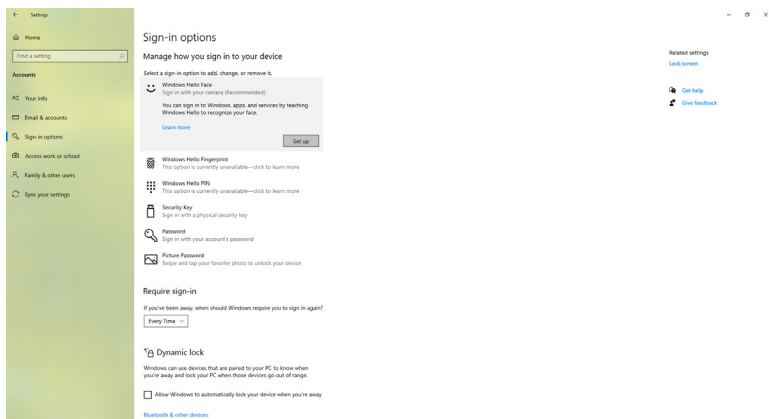 Settings
Home
Find a setting
Accounts
Your info
Email & accounts
Sign-in options
Access work or school
Family & other users
Sync your settings
Sign-in options
Manage how you sign in to your device
Select a sign-in option to add, change, or remove it.
Windows Hello Face
Sign in with your camera (Recommended)
You can sign in to Windows, apps, and services by teaching
Windows Hello to recognize your face.
Learn more
Set up
Windows Hello Fingerprint
This option is currently unavailable—click to learn more
Windows Hello PIN
This option is currently unavailable—click to learn more
Security Key
Sign in with a physical security key
Password
Sign in with your account's password
Picture Password
Swipe and tap your favorite photo to unlock your device
Require sign-in
If you've been away, when should Windows require you to sign in again?
Every Time
Dynamic lock
Windows can use devices that are paired to your PC to know when
you're away and lock your PC when those devices go out of range.
Allow Windows to automatically lock your device when you're away
Bluetooth & other devices
Related settings
Lock screen
Get help
Give feedback